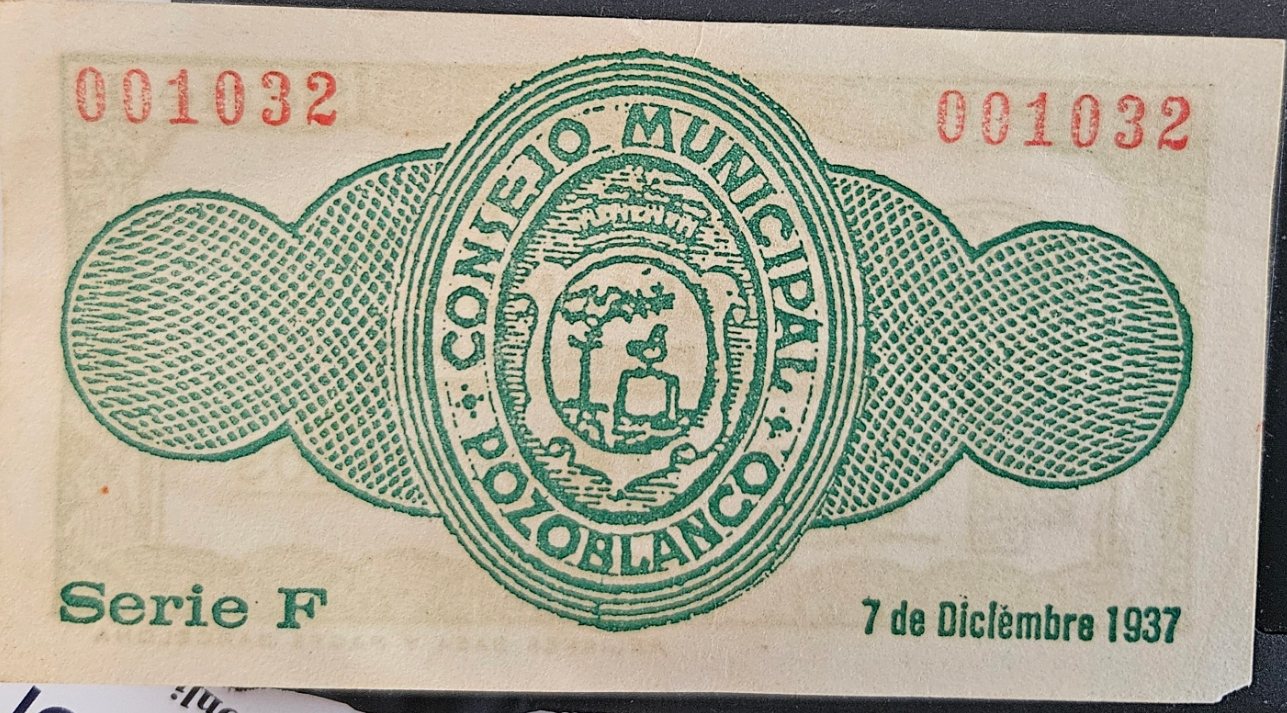 001032
001032
CONSEJO MUNICIPAL
POZOBLANCO
Serie F
7 de Diciembre 1937